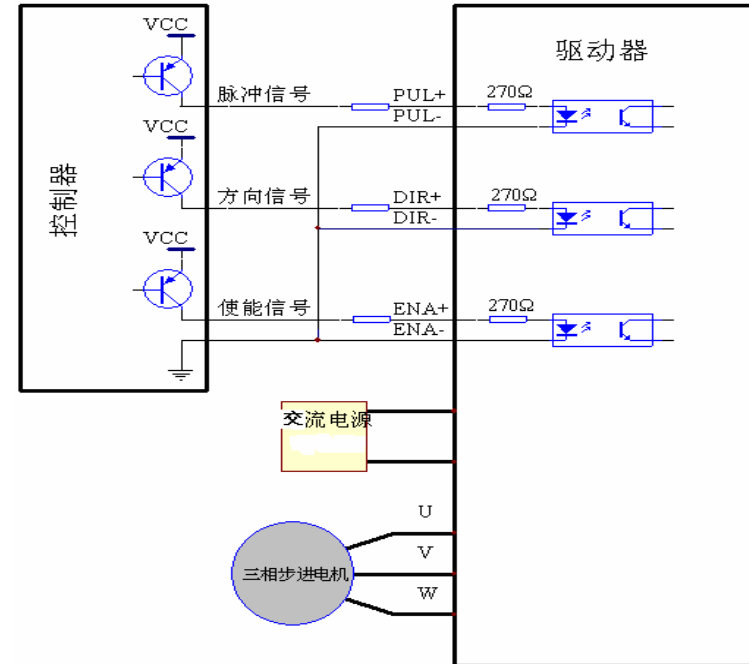 VCC
驱动器
脉冲信号
PUL+
270Ω
PUL-
VCC
控制器
方向信号
DIR+
270Ω
DIR-
VCC
使能信号
ENA+
270Ω
ENA-
交流电源
U
V
三相步进电机
W